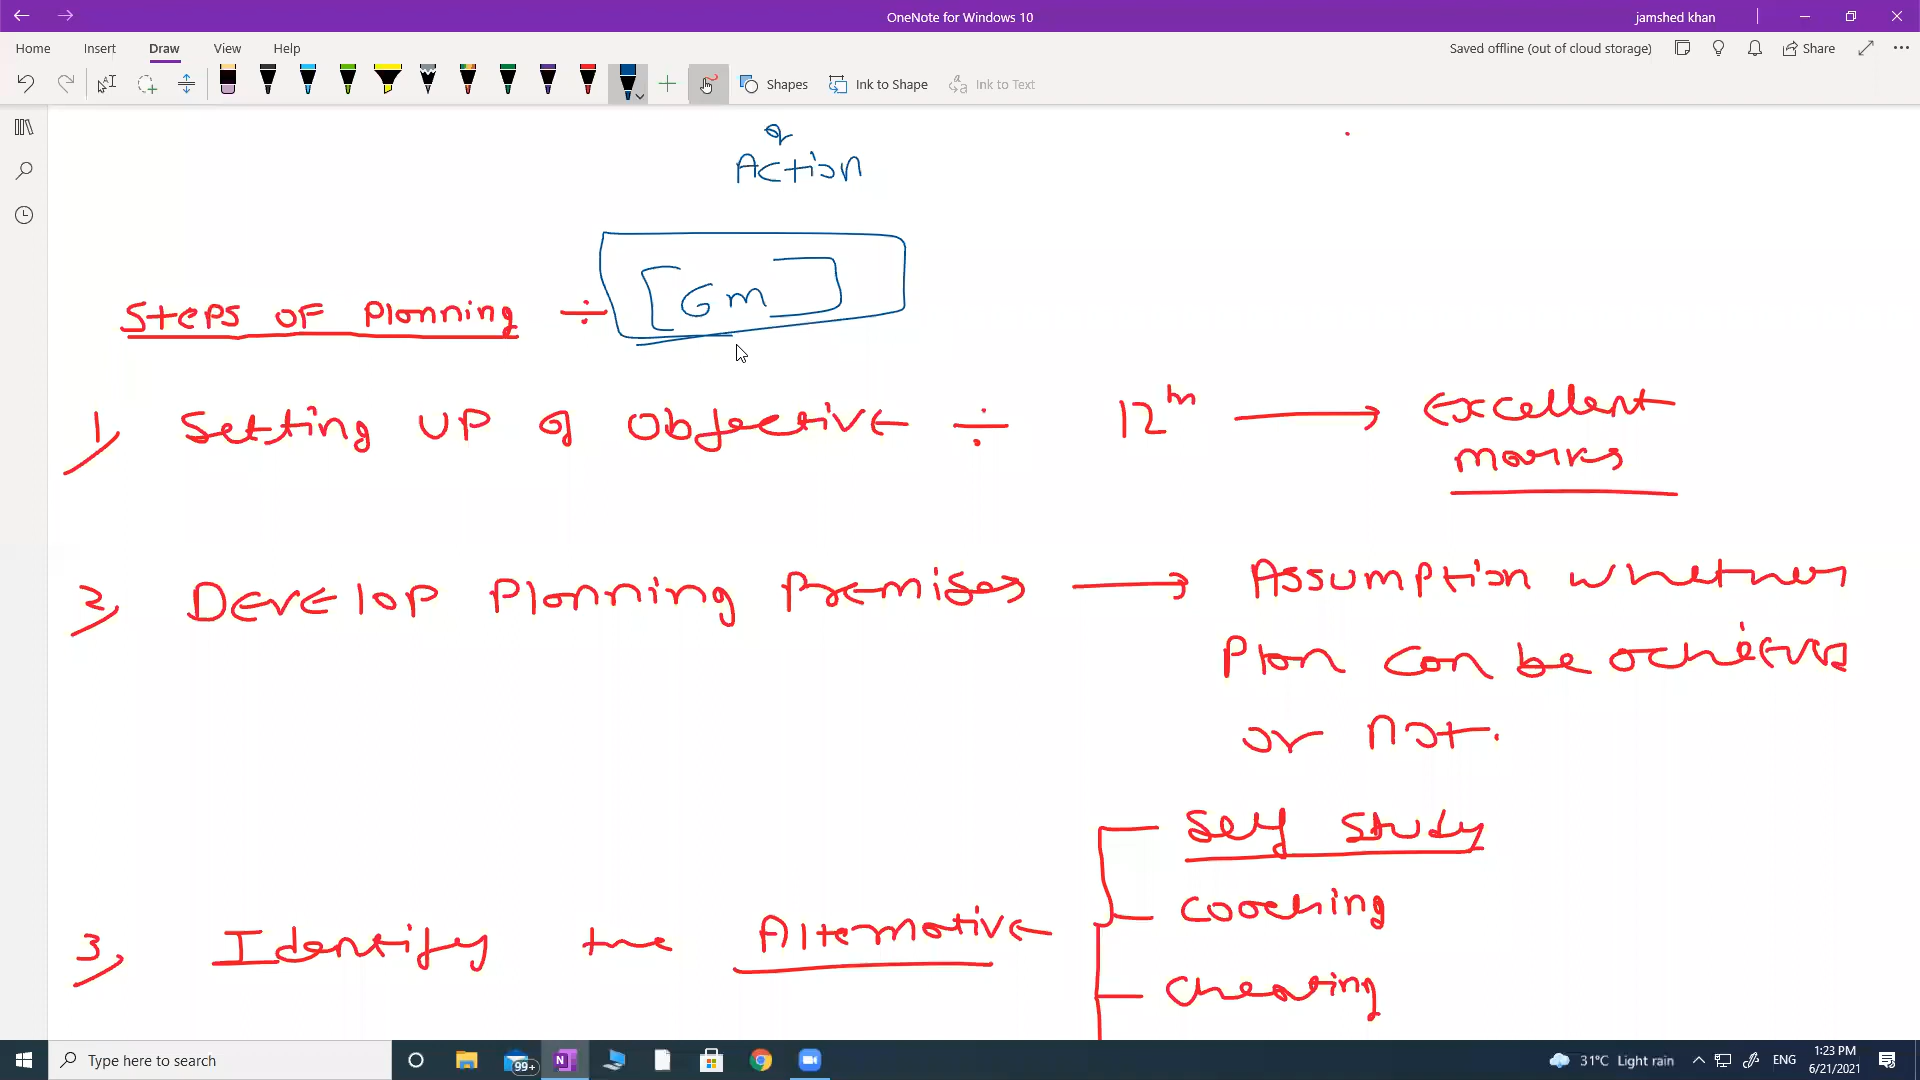 OneNote for Windows 10
jamshed khan
Home Insert Draw View Help
Saved offline (out of cloud storage)
Share
Shapes
Ink to Shape
Ink to Text
of
Action
[Gm]
Steps OF Planning ÷
1, Setting UP of Objective ÷ 12th → Excellent
marks
2, Develop Planning Premises → Assumption whether
Plan can be achieved
or Not.
Self Study
Coaching
3, Identify the Alternative
Cheating
Type here to search
99+
31°C Light rain
ENG
1:23 PM
6/21/2021